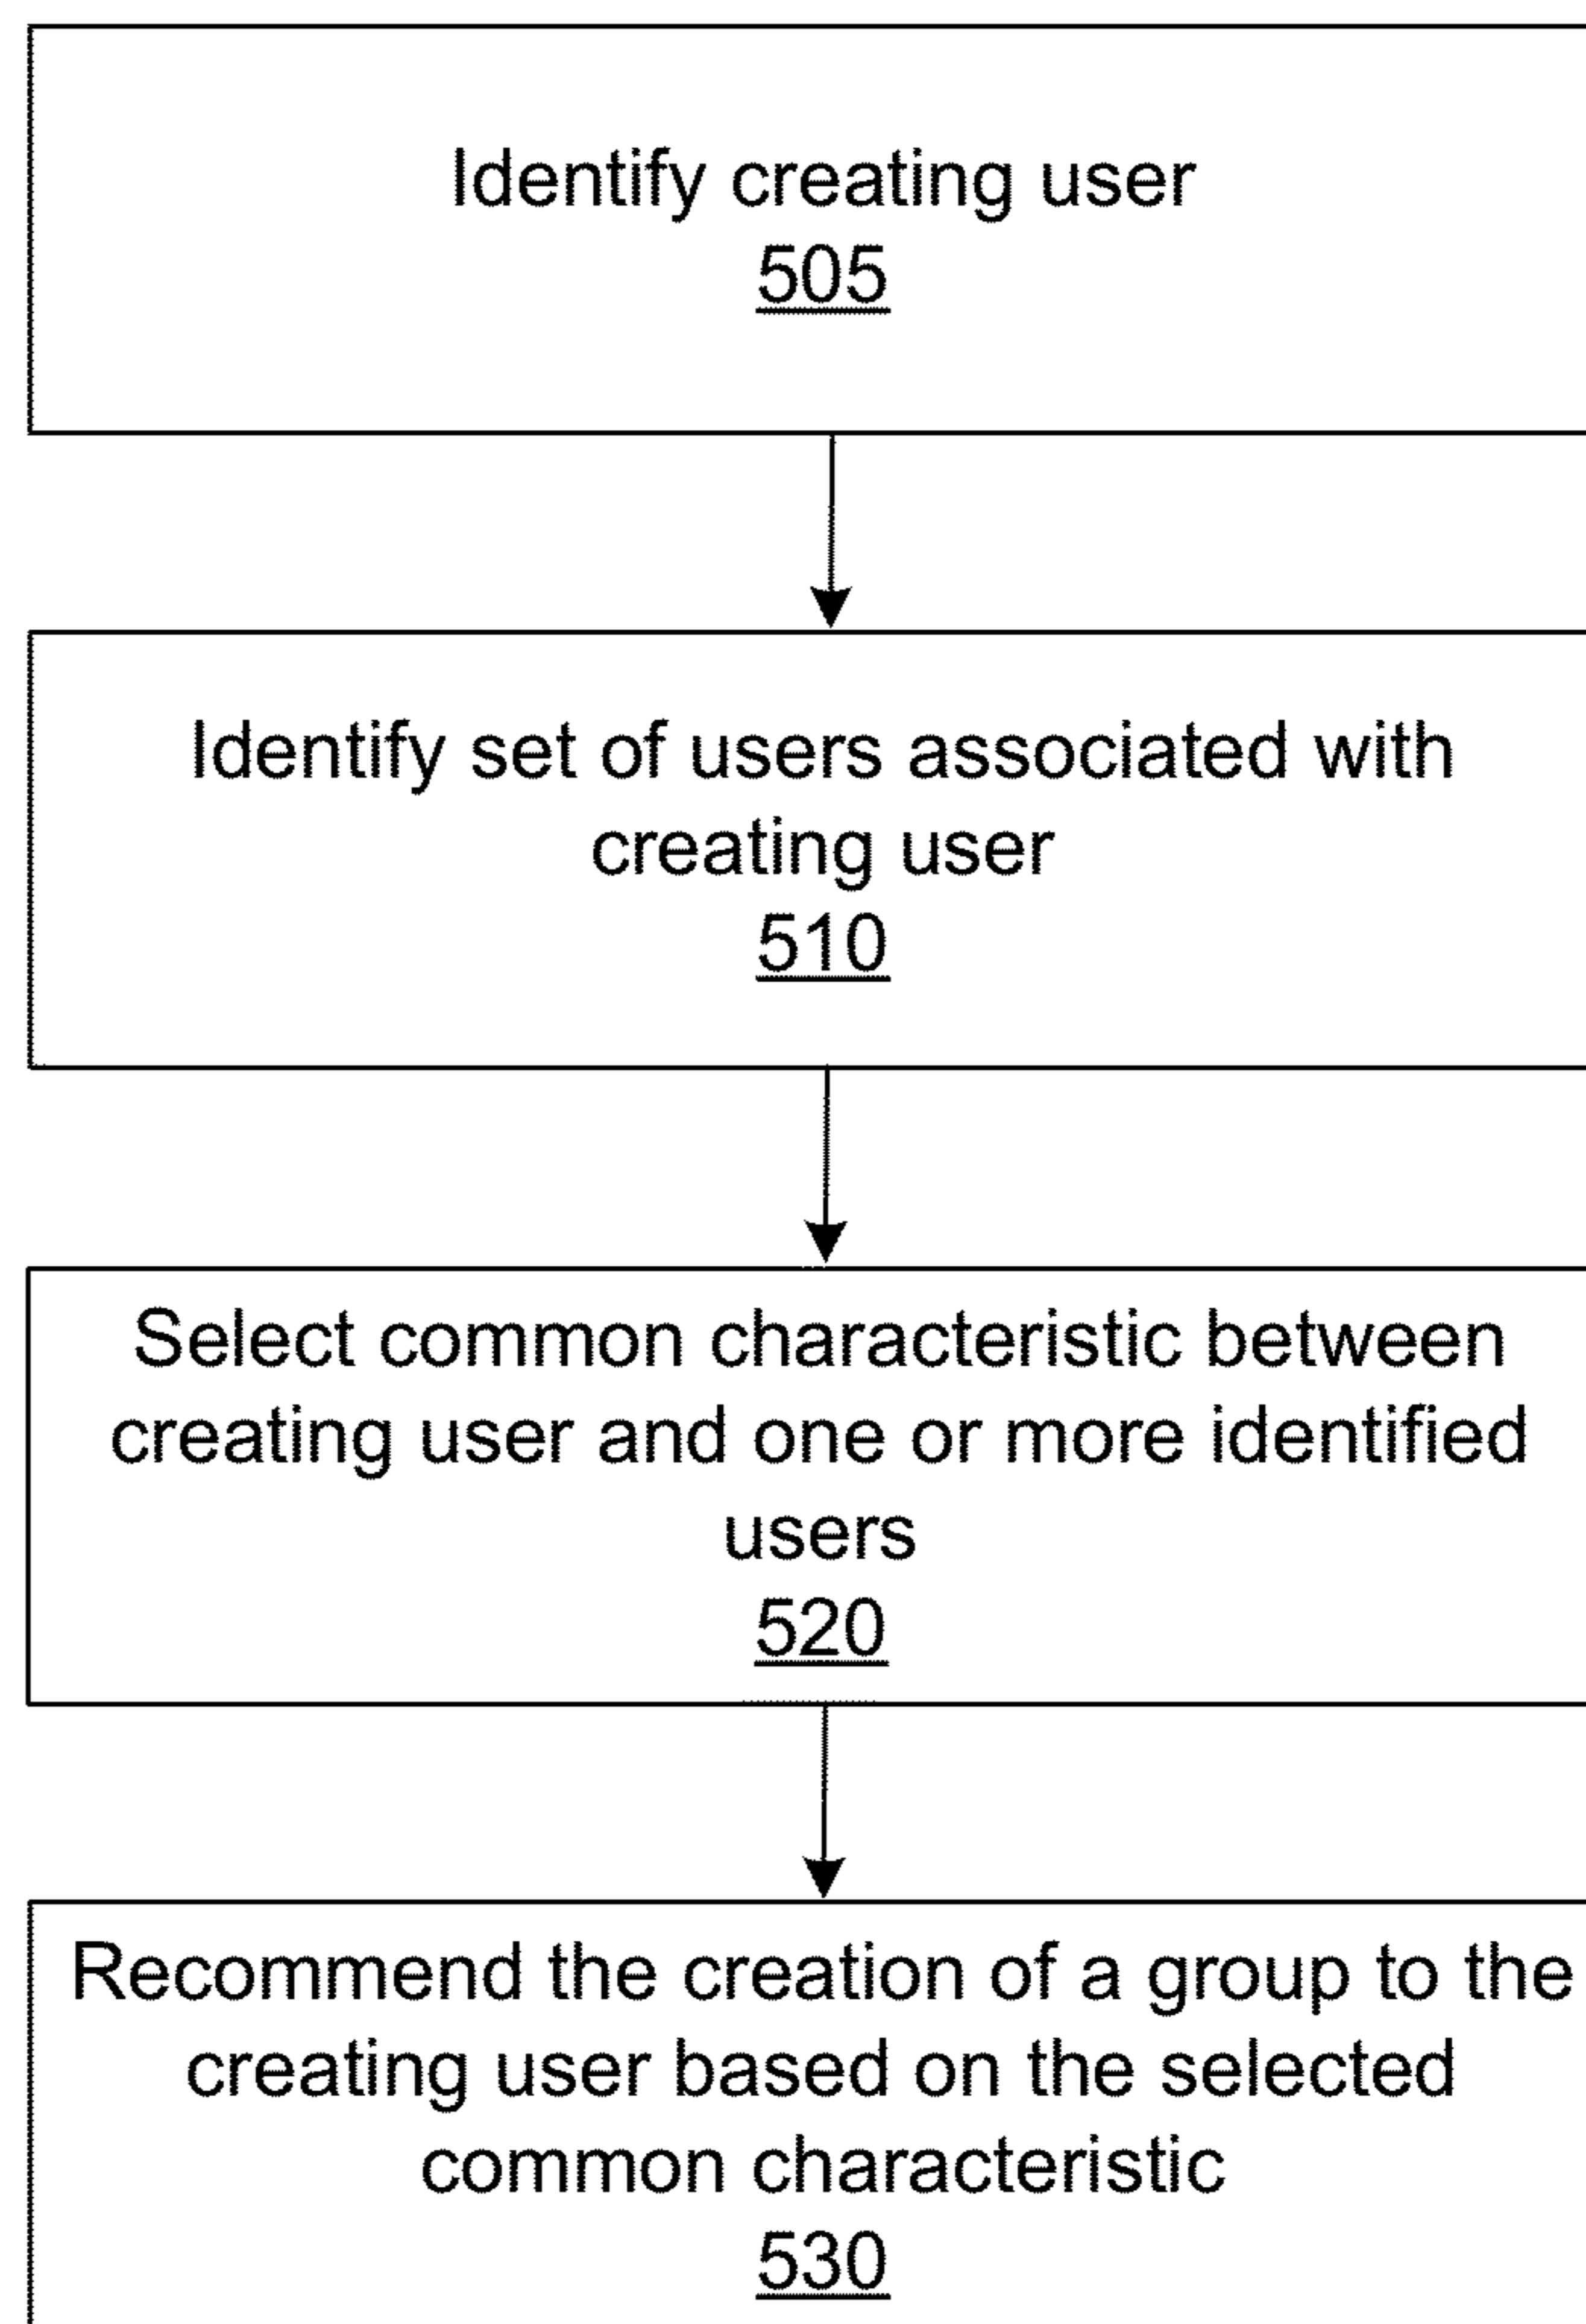 Identify creating user
505
Identify set of users associated with
creating user
510
Select common characteristic between
creating user and one or more identified
users
520
Recommend the creation of a group to the
creating user based on the selected
common characteristic
530